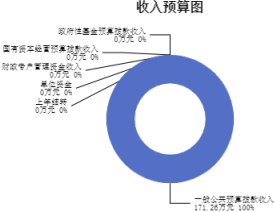 收入预算图
政府性基金预算拨款收入
0万元 0%
国有资本经营预算拨款收入
0万元 0%
财政专户管理资金收入
0万元 0%
单位资金
0万元 0%
上年结转
0万元 0%
一般公共预算拨款收入
171.26万元 100%